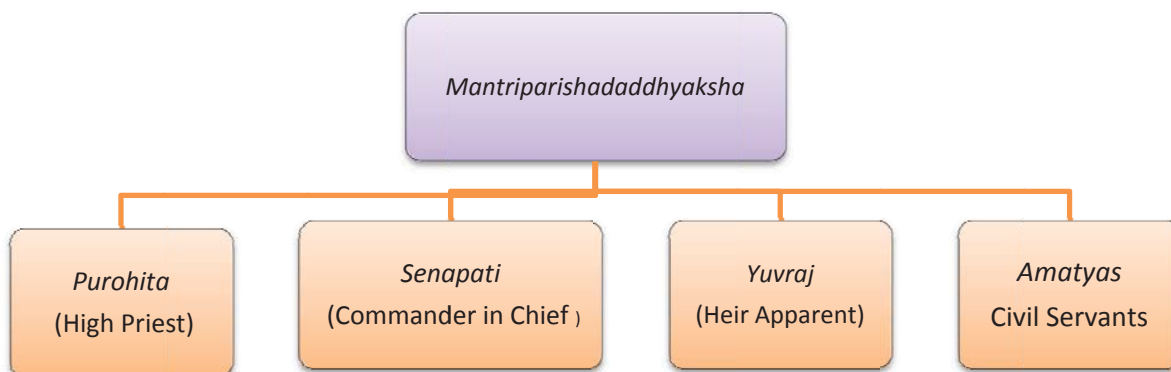 Mantriparishadaddhyaksha
Purohita
(High Priest)
Senapati
(Commander in Chief )
Yuvraj
(Heir Apparent)
Amatyas
Civil Servants